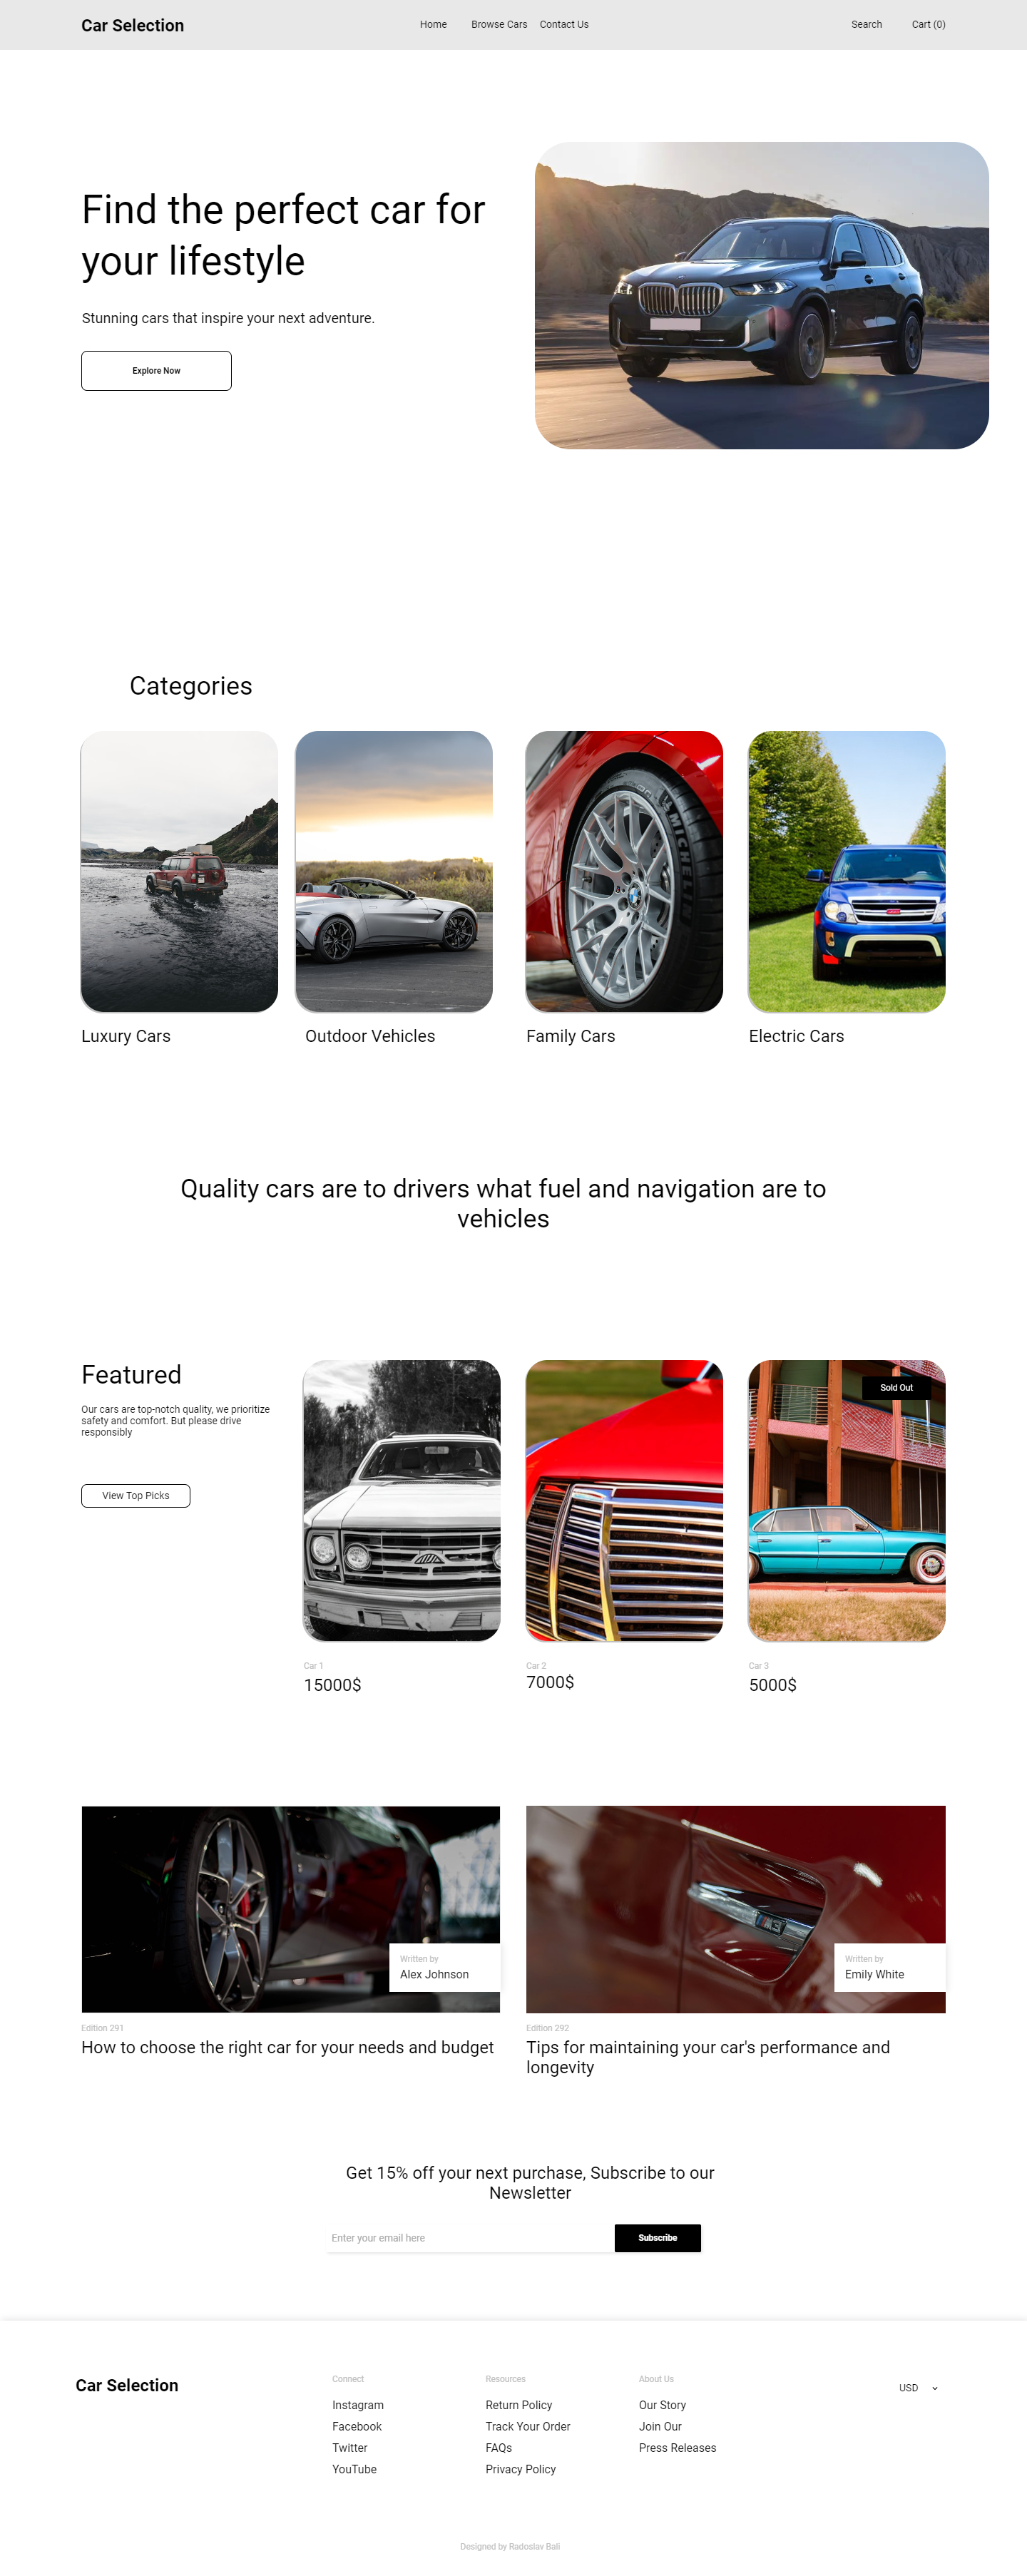 Car Selection
Home
Browse Cars
Contact Us
Search
Cart (0)
Find the perfect car for
your lifestyle
Stunning cars that inspire your next adventure.
Explore Now
Categories
MICHELIN
Luxury Cars
Outdoor Vehicles
Family Cars
Electric Cars
Quality cars are to drivers what fuel and navigation are to
vehicles
Featured
Our cars are top-notch quality, we prioritize
safety and comfort. But please drive
responsibly
View Top Picks
Sold Out
Car 1
15000$
Car 2
7000$
Car 3
5000$
Written by
Alex Johnson
Written by
Emily White
Edition 291
How to choose the right car for your needs and budget
Edition 292
Tips for maintaining your car's performance and
longevity
Get 15% off your next purchase, Subscribe to our
Newsletter
Enter your email here
Subscribe
Car Selection
Connect
Instagram
Facebook
Twitter
YouTube
Resources
Return Policy
Track Your Order
FAQs
Privacy Policy
About Us
Our Story
Join Our
Press Releases
USD
Designed by Radoslav Bali